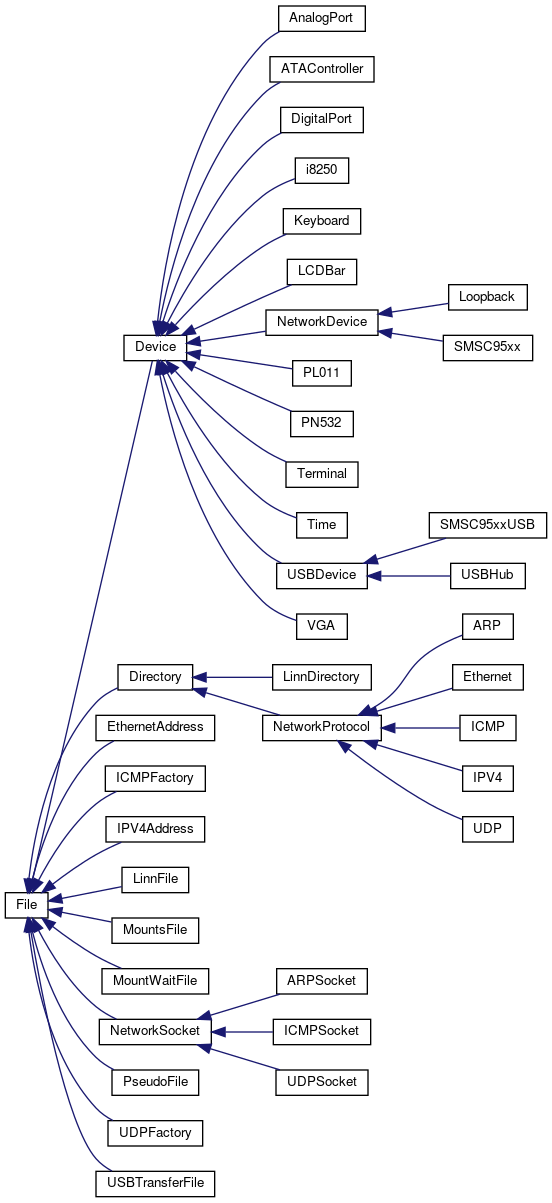 AnalogPort
ATAController
DigitalPort
i8250
Keyboard
LCDBar
Loopback
NetworkDevice
Device
SMSC95xx
PL011
PN532
Terminal
Time
SMSC95xxUSB
USBDevice
USBHub
VGA
ARP
Directory
LinnDirectory
Ethernet
EthernetAddress
NetworkProtocol
ICMP
ICMPFactory
IPV4
IPV4Address
UDP
LinnFile
File
MountsFile
MountWaitFile
ARPSocket
NetworkSocket
ICMPSocket
PseudoFile
UDPSocket
UDPFactory
USBTransferFile